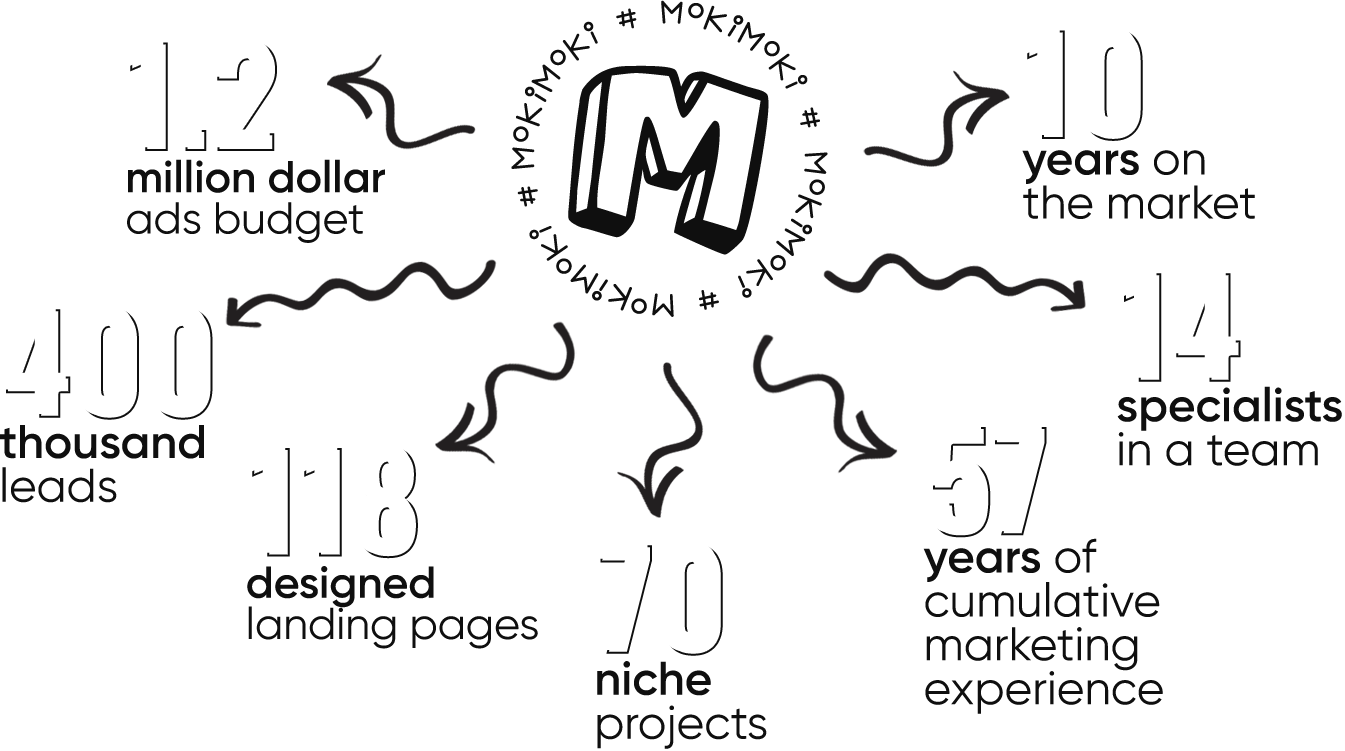 # MOKiMOKi # MOKiMOKi # MOKiMOKi # MOKiMOKi
M
1.2
million dollar
ads budget
10
years on
the market
400
thousand
leads
14
specialists
in a team
118
designed
landing pages
57
years of
cumulative
marketing
experience
70
niche
projects